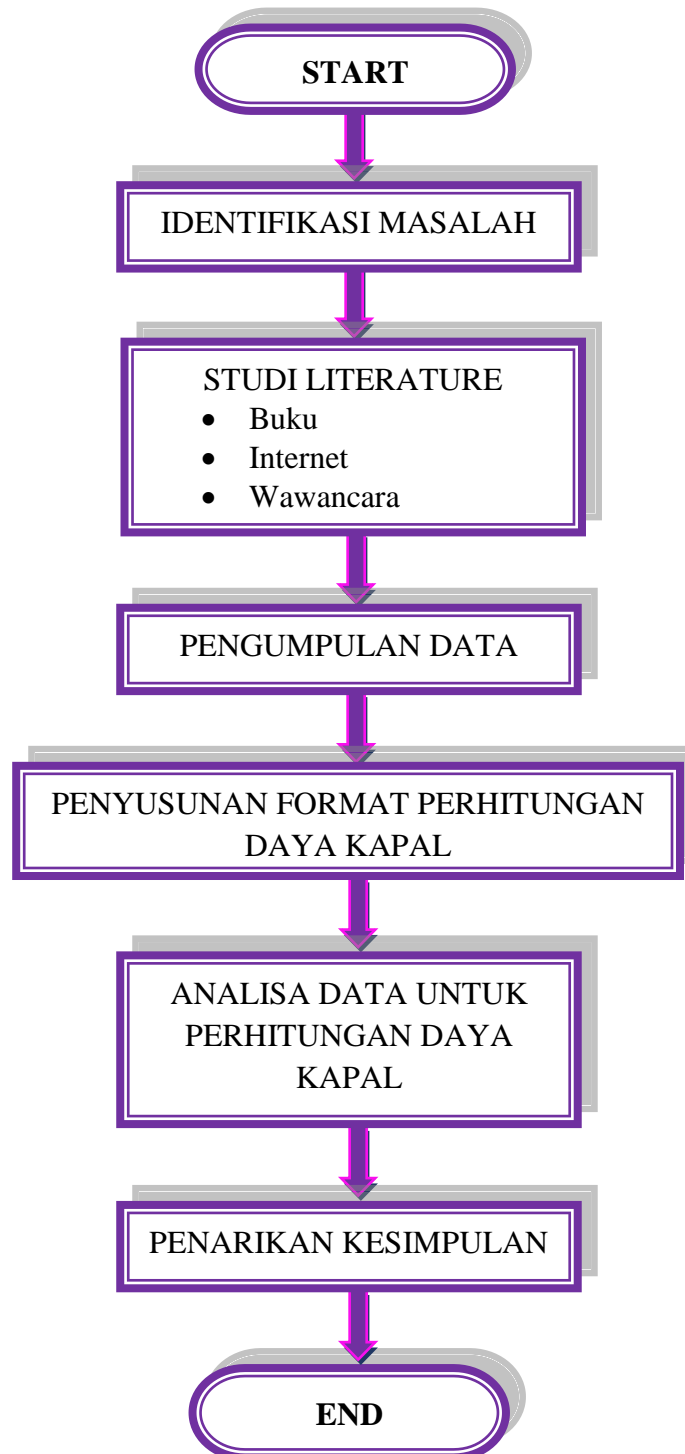 START
IDENTIFIKASI MASALAH
STUDI LITERATURE
• Buku
• Internet
• Wawancara
PENGUMPULAN DATA
PENYUSUNAN FORMAT PERHITUNGAN
DAYA KAPAL
ANALISA DATA UNTUK
PERHITUNGAN DAYA
KAPAL
PENARIKAN KESIMPULAN
END